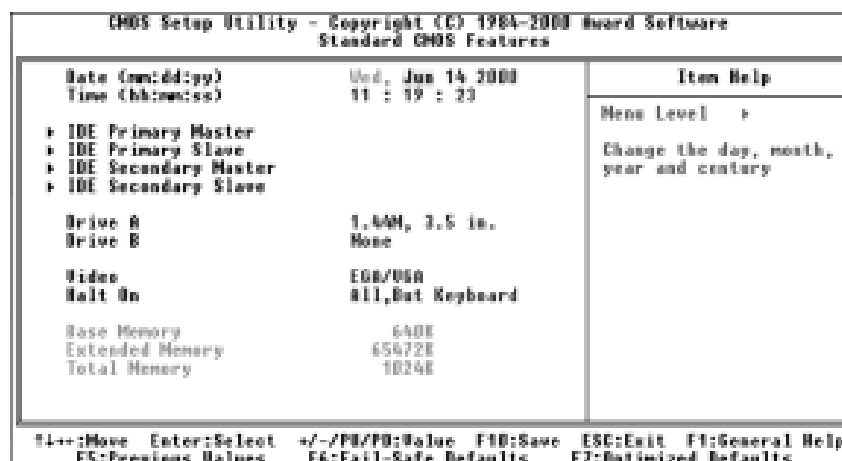 CMOS Setup Utility - Copyright (C) 1984-2000 Award Software
Standard CMOS Features
Date (mm:dd:yy) Wed, Jun 14 2000
Time (hh:mm:ss) 11 : 19 : 23
IDE Primary Master
IDE Primary Slave
IDE Secondary Master
IDE Secondary Slave
Drive A 1.44M, 3.5 in.
Drive B None
Video EGA/VGA
Halt On All,But Keyboard
Base Memory 640K
Extended Memory 65472K
Total Memory 1024K
Item Help
Menu Level
Change the day, month,
year and century
↑↓→←:Move Enter:Select +/-/PU/PD:Value F10:Save ESC:Exit F1:General Help
F5:Previous Values F6:Fail-Safe Defaults F7:Optimized Defaults